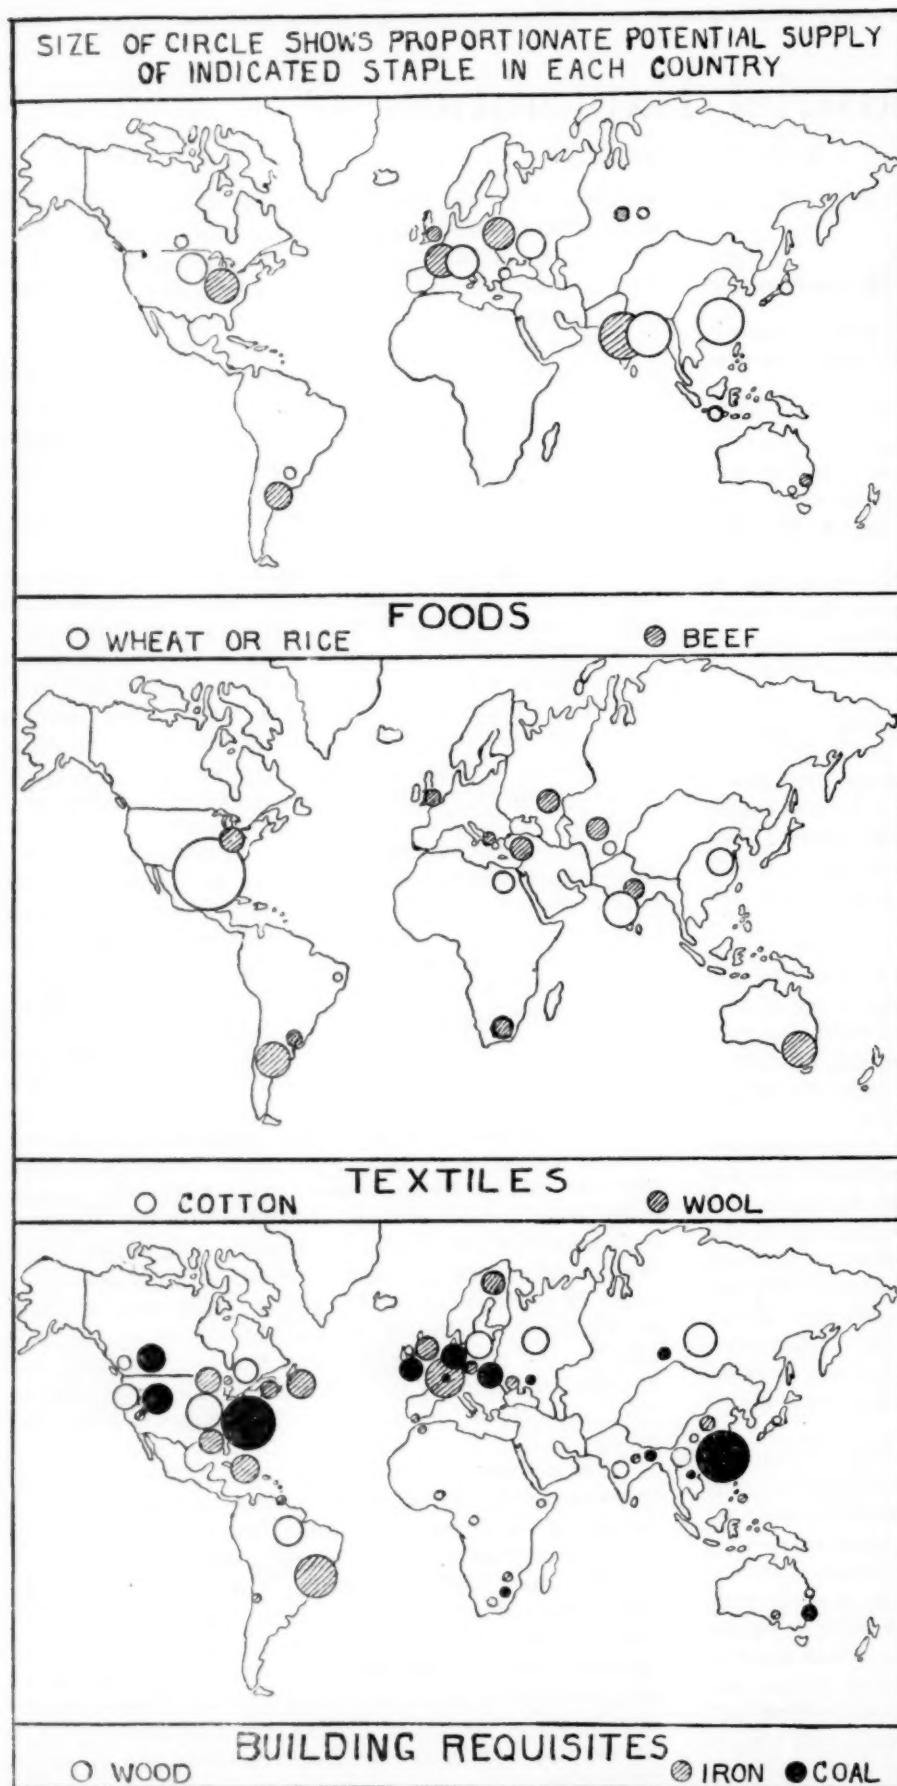 SIZE OF CIRCLE SHOWS PROPORTIONATE POTENTIAL SUPPLY
OF INDICATED STAPLE IN EACH COUNTRY
FOODS
WHEAT OR RICE BEEF
TEXTILES
COTTON WOOL
BUILDING REQUISITES
WOOD IRON COAL